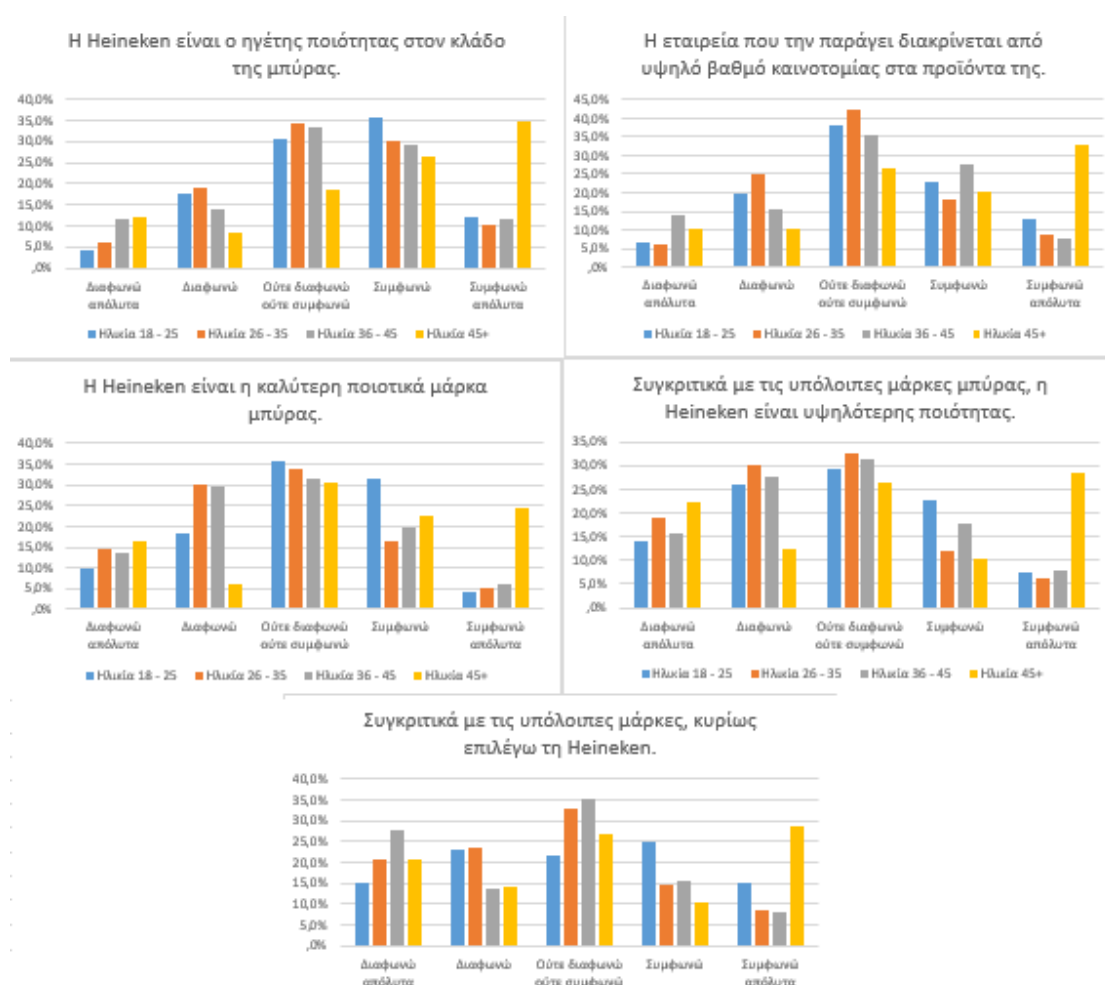 Η Heineken είναι ο ηγέτης ποιότητας στον κλάδο
της μπύρας.
40,0%
35,0%
30,0%
25,0%
20,0%
15,0%
10,0%
5,0%
,0%
Διαφωνώ
απόλυτα
Διαφωνώ
Ούτε διαφωνώ
ούτε συμφωνώ
Συμφωνώ
Συμφωνώ
απόλυτα
Ηλικία 18 - 25 Ηλικία 26 - 35 Ηλικία 36 - 45 Ηλικία 45+
Η εταιρεία που την παράγει διακρίνεται από
υψηλό βαθμό καινοτομίας στα προϊόντα της.
45,0%
40,0%
35,0%
30,0%
25,0%
20,0%
15,0%
10,0%
5,0%
,0%
Διαφωνώ
απόλυτα
Διαφωνώ
Ούτε διαφωνώ
ούτε συμφωνώ
Συμφωνώ
Συμφωνώ
απόλυτα
Ηλικία 18 - 25 Ηλικία 26 - 35 Ηλικία 36 - 45 Ηλικία 45+
Η Heineken είναι η καλύτερη ποιοτικά μάρκα
μπύρας.
40,0%
35,0%
30,0%
25,0%
20,0%
15,0%
10,0%
5,0%
,0%
Διαφωνώ
απόλυτα
Διαφωνώ
Ούτε διαφωνώ
ούτε συμφωνώ
Συμφωνώ
Συμφωνώ
απόλυτα
Ηλικία 18 - 25 Ηλικία 26 - 35 Ηλικία 36 - 45 Ηλικία 45+
Συγκριτικά με τις υπόλοιπες μάρκες μπύρας, η
Heineken είναι υψηλότερης ποιότητας.
35,0%
30,0%
25,0%
20,0%
15,0%
10,0%
5,0%
,0%
Διαφωνώ
απόλυτα
Διαφωνώ
Ούτε διαφωνώ
ούτε συμφωνώ
Συμφωνώ
Συμφωνώ
απόλυτα
Ηλικία 18 - 25 Ηλικία 26 - 35 Ηλικία 36 - 45 Ηλικία 45+
Συγκριτικά με τις υπόλοιπες μάρκες, κυρίως
επιλέγω τη Heineken.
40,0%
35,0%
30,0%
25,0%
20,0%
15,0%
10,0%
5,0%
,0%
Διαφωνώ
απόλυτα
Διαφωνώ
Ούτε διαφωνώ
ούτε συμφωνώ
Συμφωνώ
Συμφωνώ
απόλυτα